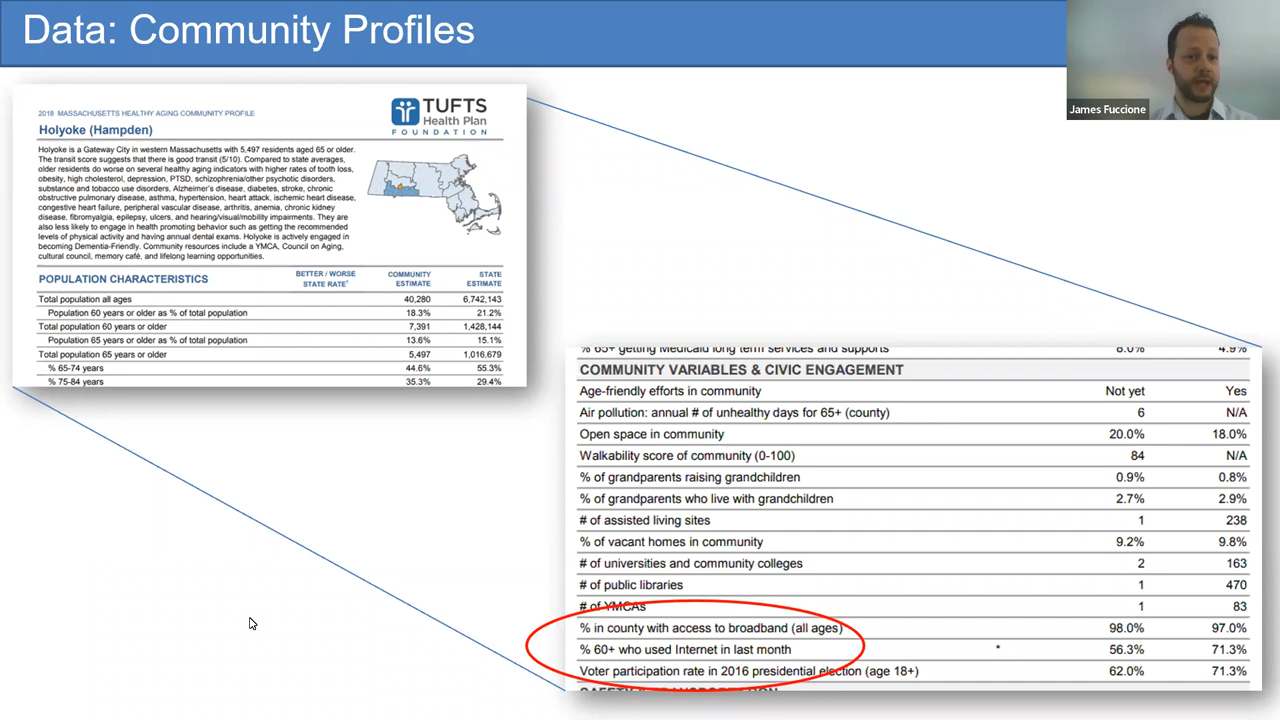 Data: Community Profiles
James Fuccione
2018 MASSACHUSETTS HEALTHY AGING COMMUNITY PROFILE
Holyoke (Hampden)
TUFTS
Health Plan
FOUNDATION
Holyoke is a Gateway City in western Massachusetts with 5,497 residents aged 65 or older.
The transit score suggests that there is good transit (5/10). Compared to state averages,
older residents do worse on several healthy aging indicators with higher rates of tooth loss,
obesity, high cholesterol, depression, PTSD, schizophrenia/other psychotic disorders,
substance and tobacco use disorders, Alzheimer's disease, diabetes, stroke, chronic
obstructive pulmonary disease, asthma, hypertension, heart attack, ischemic heart disease,
congestive heart failure, peripheral vascular disease, arthritis, anemia, chronic kidney
disease, fibromyalgia, epilepsy, ulcers, and hearing/visual/mobility impairments. They are
also less likely to engage in health promoting behavior such as getting the recommended
levels of physical activity and having annual dental exams. Holyoke is actively engaged in
becoming Dementia-Friendly. Community resources include a YMCA, Council on Aging,
cultural council, memory café, and lifelong learning opportunities.
POPULATION CHARACTERISTICS BETTER / WORSE STATE RATE¹ COMMUNITY ESTIMATE STATE ESTIMATE
Total population all ages 40,280 6,742,143
Population 60 years or older as % of total population 18.3% 21.2%
Total population 60 years or older 7,391 1,428,144
Population 65 years or older as % of total population 13.6% 15.1%
Total population 65 years or older 5,497 1,016,679
% 65-74 years 44.6% 55.3%
% 75-84 years 35.3% 29.4%
% 65+ getting Medicaid long term services and supports 8.0% 4.9%
COMMUNITY VARIABLES & CIVIC ENGAGEMENT
Age-friendly efforts in community Not yet Yes
Air pollution: annual # of unhealthy days for 65+ (county) 6 N/A
Open space in community 20.0% 18.0%
Walkability score of community (0-100) 84 N/A
% of grandparents raising grandchildren 0.9% 0.8%
% of grandparents who live with grandchildren 2.7% 2.9%
# of assisted living sites 1 238
% of vacant homes in community 9.2% 9.8%
# of universities and community colleges 2 163
# of public libraries 1 470
# of YMCAs 1 83
% in county with access to broadband (all ages) 98.0% 97.0%
% 60+ who used Internet in last month * 56.3% 71.3%
Voter participation rate in 2016 presidential election (age 18+) 62.0% 71.3%
SAFETY & TRANSPORTATION